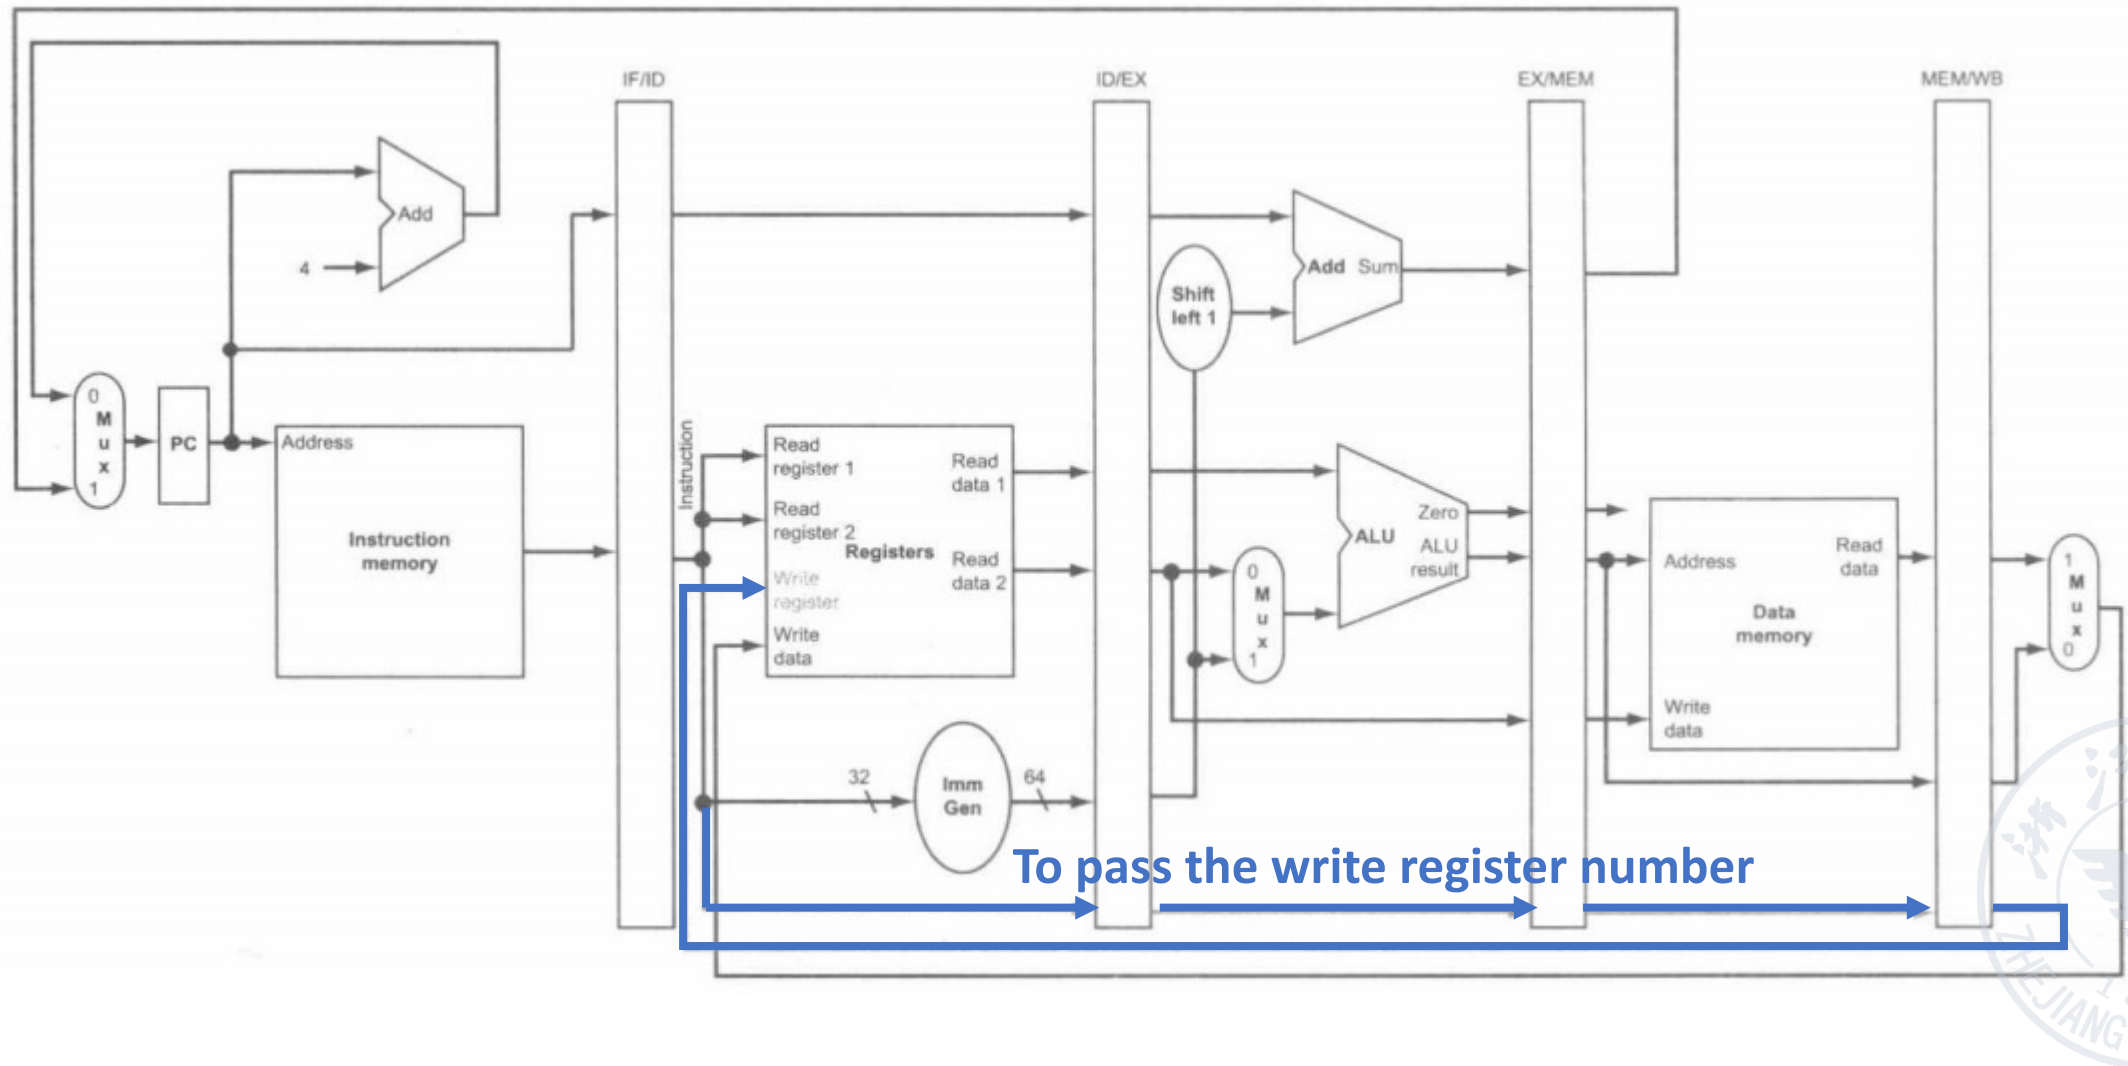 IF/ID
ID/EX
EX/MEM
MEM/WB
Add
4
Add Sum
Shift
left 1
0
M
u
x
1
PC
Address
Instruction
memory
Instruction
Read
register 1
Read
register 2
Write
register
Write
data
Registers
Read
data 1
Read
data 2
0
M
u
x
1
ALU
Zero
ALU
result
Address
Data
memory
Read
data
Write
data
1
M
u
x
0
32
Imm
Gen
64
To pass the write register number
ZHEJIANG